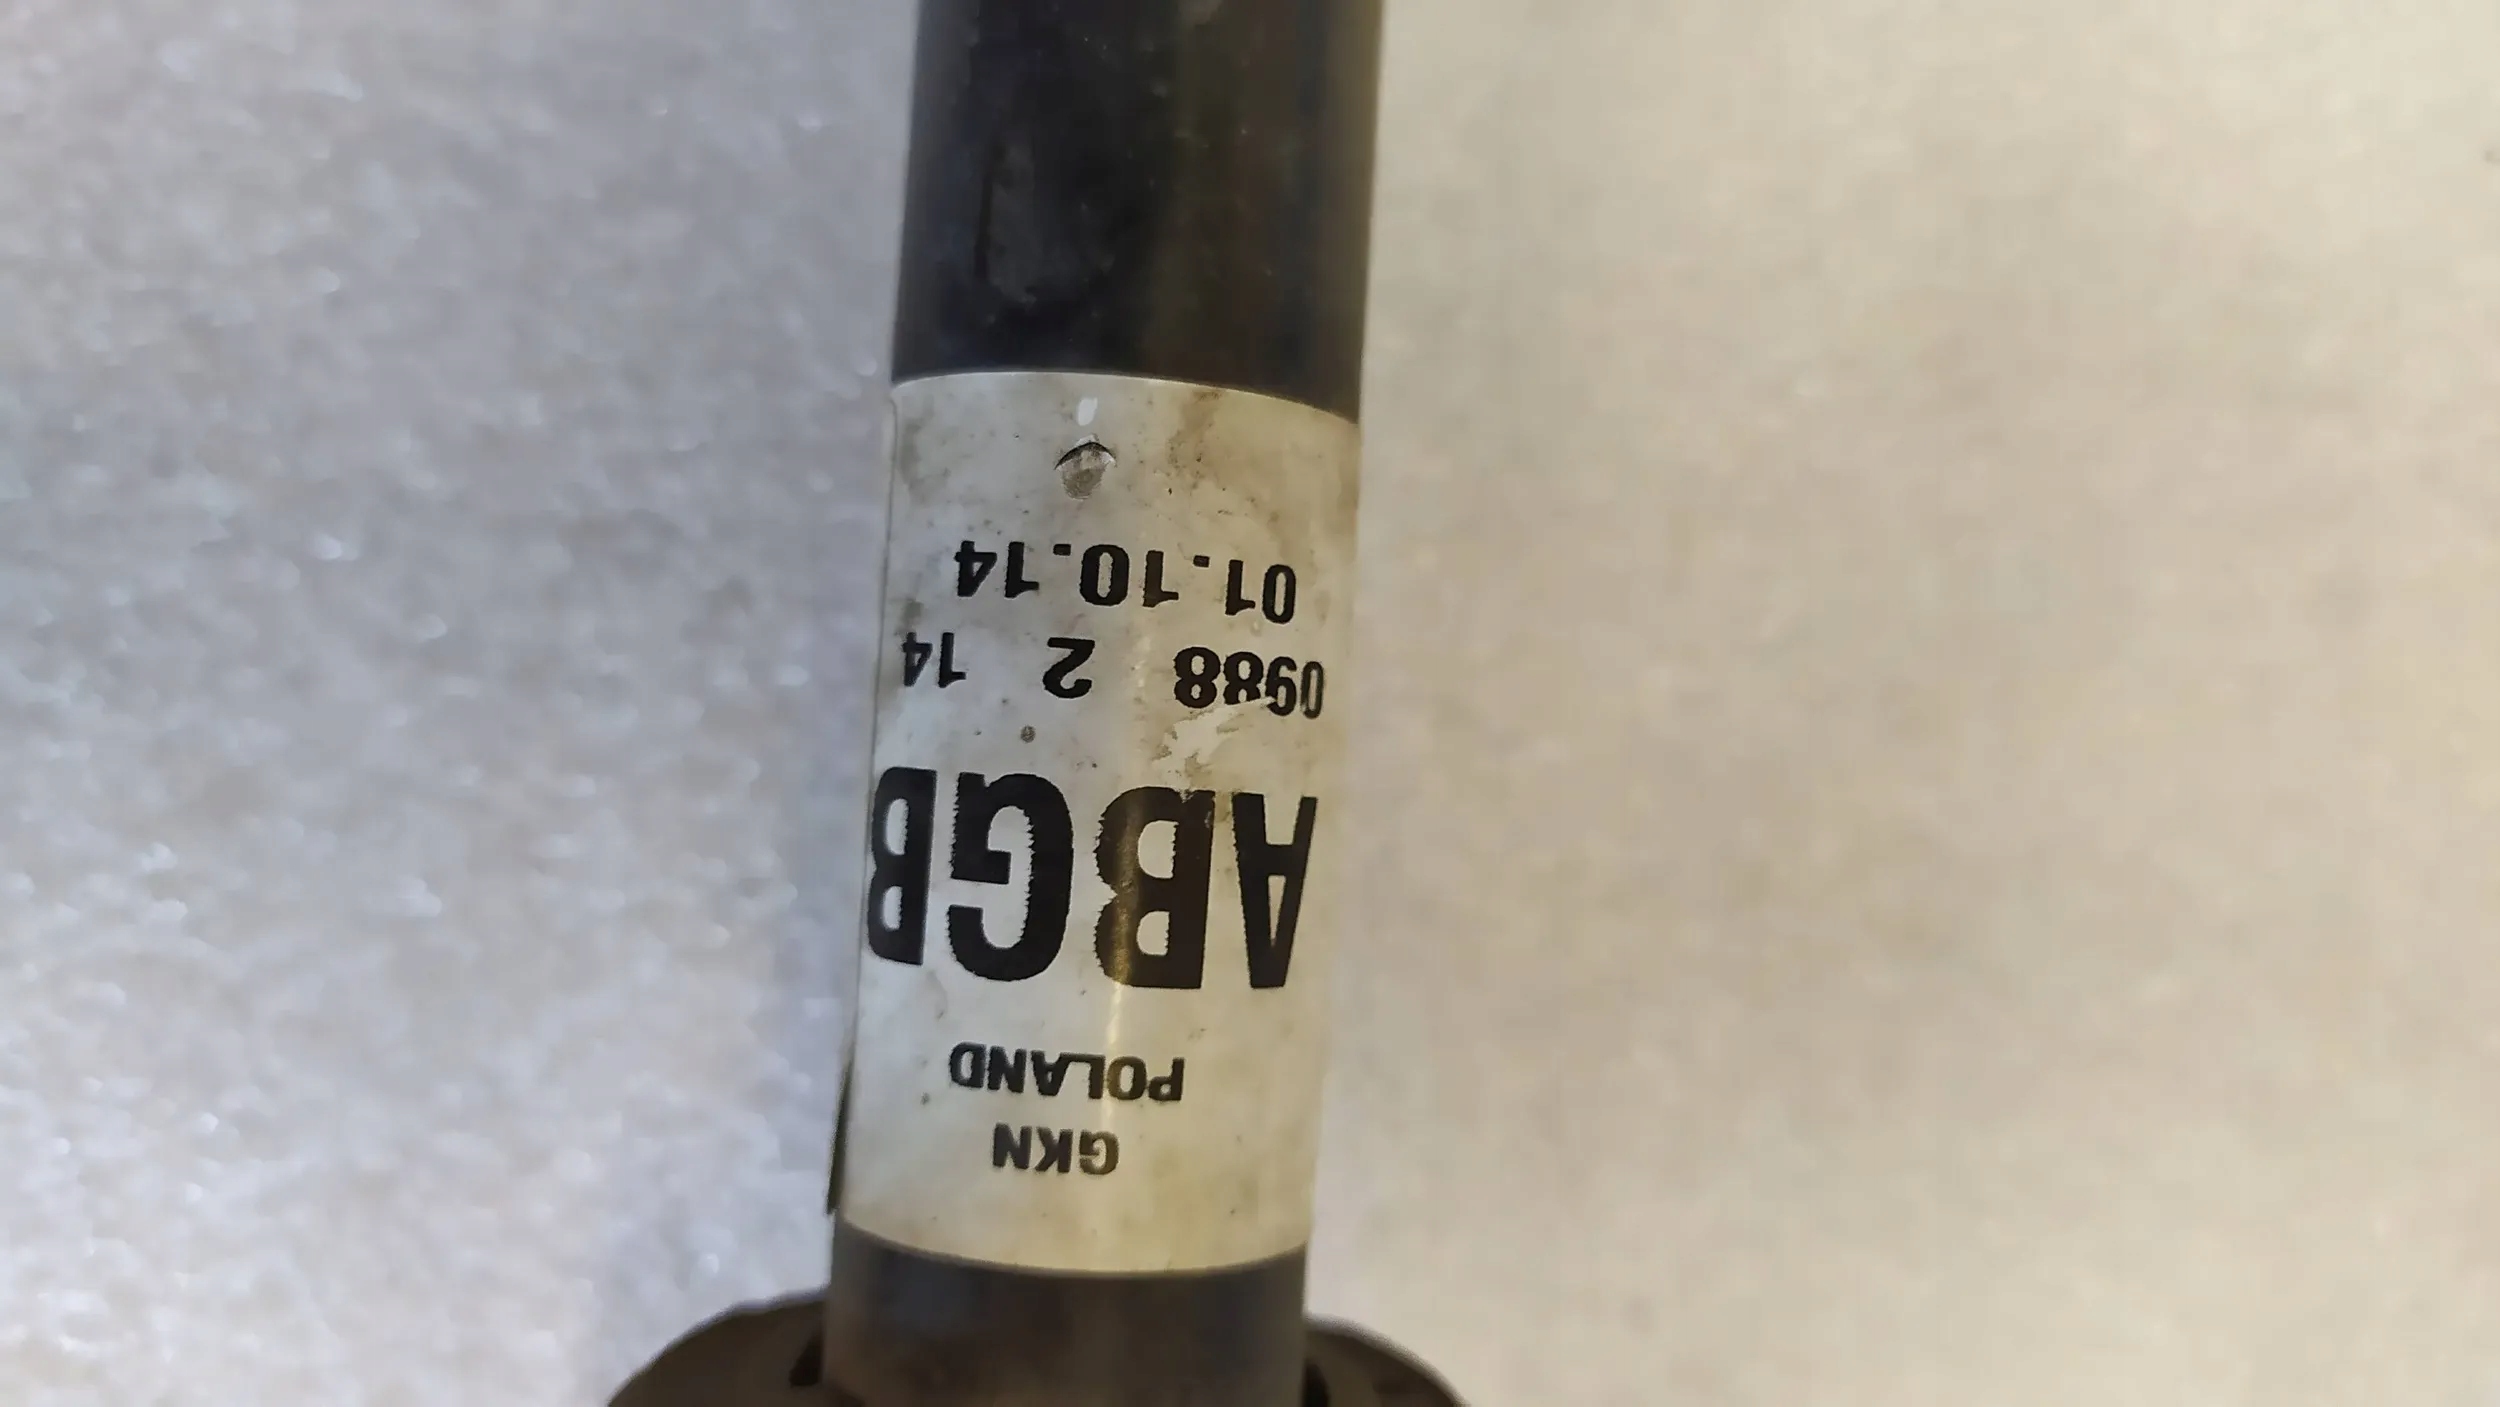 GKN
POLAND
ABGB
0988 2 14
01.10.14